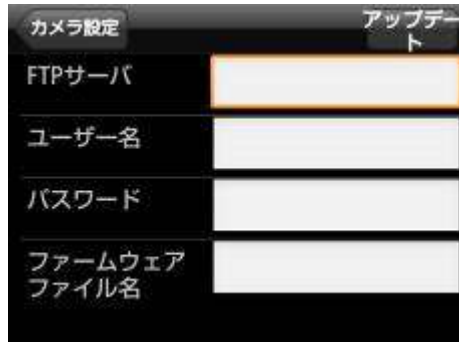 カメラ設定
アップデー
ト
FTPサーバ
ユーザー名
パスワード
ファームウェア
ファイル名